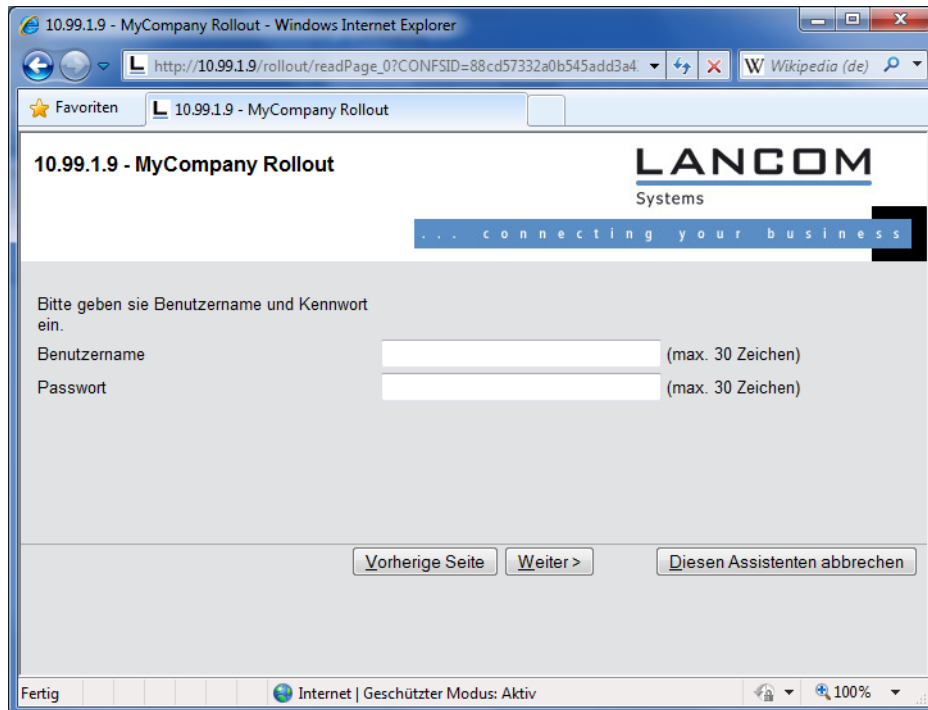 10.99.1.9 - MyCompany Rollout - Windows Internet Explorer
http://10.99.1.9/rollout/readPage_0?CONFSID=88cd57332a0b545add3a4.
W Wikipedia (de)
Favoriten
L 10.99.1.9 - MyCompany Rollout
10.99.1.9 - MyCompany Rollout
LANCOM
Systems
... connecting your business
Bitte geben sie Benutzername und Kennwort
ein.
Benutzername (max. 30 Zeichen)
Passwort (max. 30 Zeichen)
Vorherige Seite Weiter > Diesen Assistenten abbrechen
Fertig Internet | Geschützter Modus: Aktiv 100%